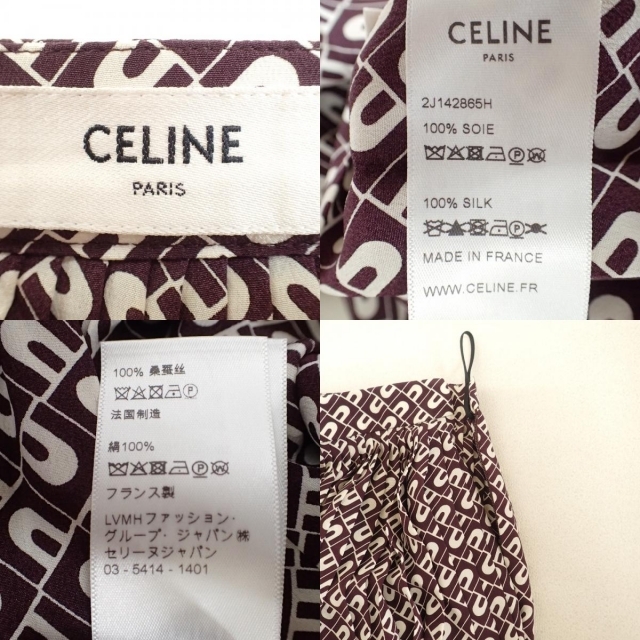 CELINE
PARIS
CELINE
PARIS
2J142865H
100% SOIE
100% SILK
MADE IN FRANCE
WWW.CELINE.FR
100% 桑蚕丝
法国制造
絹100%
フランス製
LVMHファッション・
グループ・ジャパン㈱
セリーヌジャパン
03-5414-1401